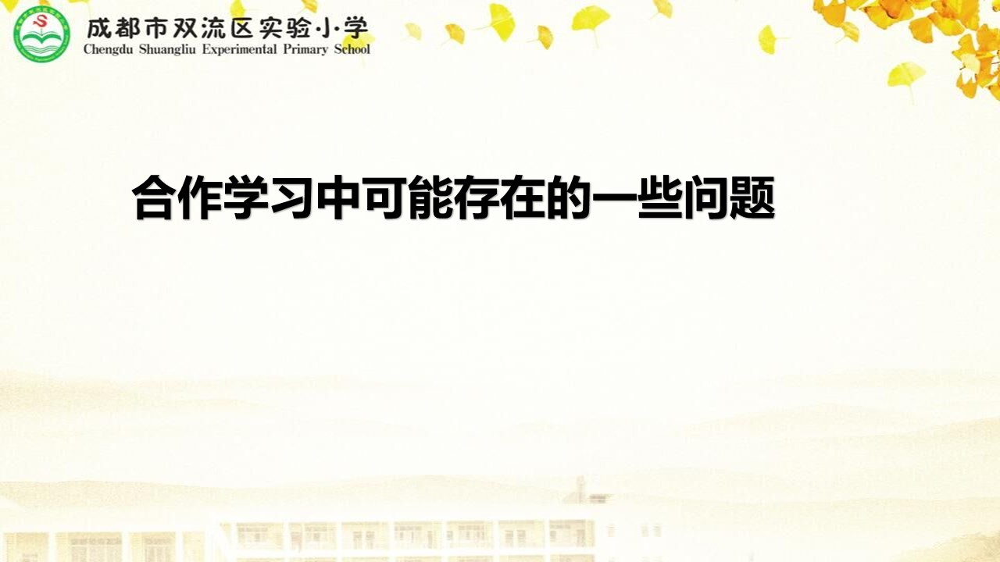 成都市双流区实验小学
Chengdu Shuangliu Experimental Primary School
合作学习中可能存在的一些问题